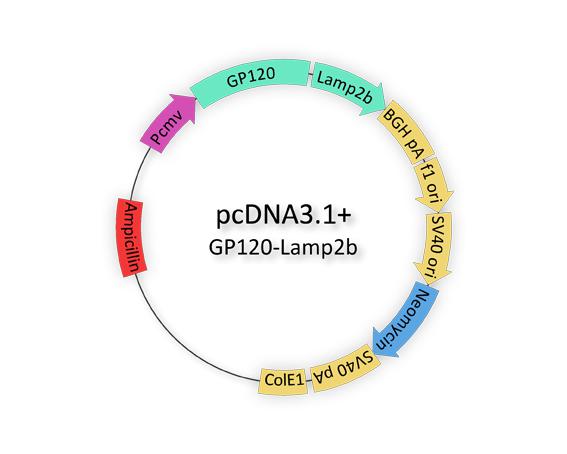 GP120
Lamp2b
BGH pA
f1 ori
SV40 ori
Neomycin
SV40 pA
ColE1
Ampicillin
Pcmv
pcDNA3.1+
GP120-Lamp2b